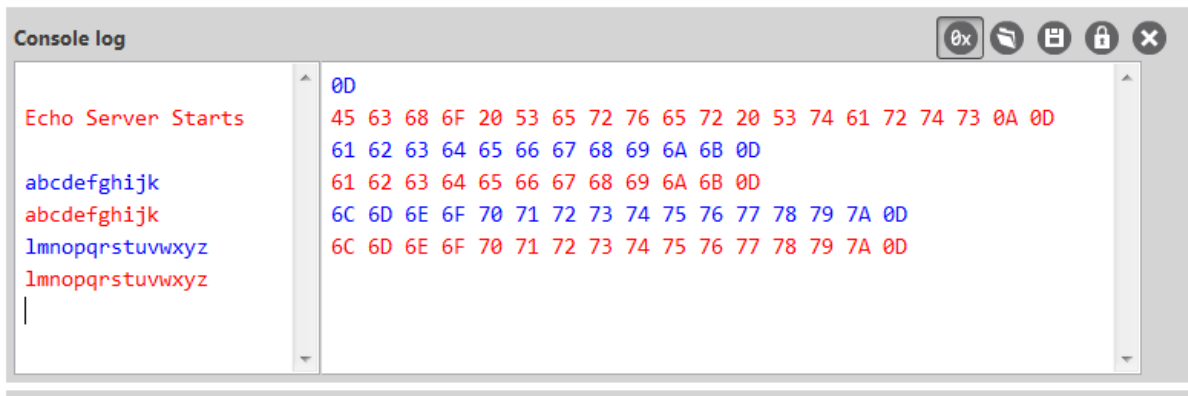 Console log
0x
Echo Server Starts
abcdefghijk
abcdefghijk
lmnopqrstuvwxyz
lmnopqrstuvwxyz
0D
45 63 68 6F 20 53 65 72 76 65 72 20 53 74 61 72 74 73 0A 0D
61 62 63 64 65 66 67 68 69 6A 6B 0D
61 62 63 64 65 66 67 68 69 6A 6B 0D
6C 6D 6E 6F 70 71 72 73 74 75 76 77 78 79 7A 0D
6C 6D 6E 6F 70 71 72 73 74 75 76 77 78 79 7A 0D